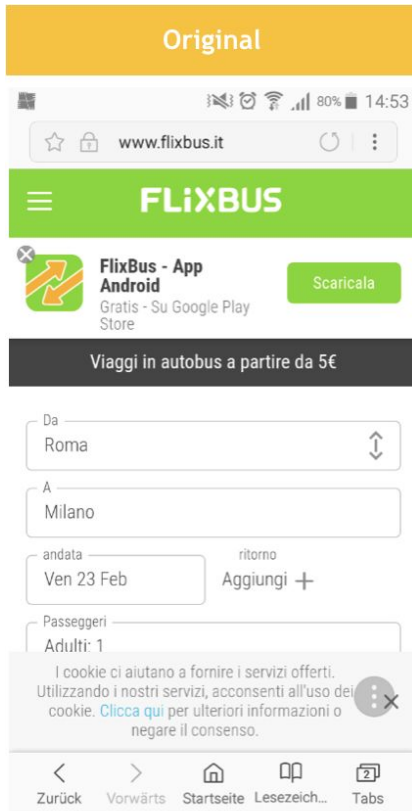 Original
80% 14:53
www.flixbus.it
FLiXBUS
FlixBus - App
Android
Gratis - Su Google Play
Store
Scaricala
Viaggi in autobus a partire da 5€
Da
Roma
A
Milano
andata
Ven 23 Feb
ritorno
Aggiungi +
Passeggeri
Adulti: 1
I cookie ci aiutano a fornire i servizi offerti.
Utilizzando i nostri servizi, acconsenti all'uso dei
cookie. Clicca qui per ulteriori informazioni o
negare il consenso.
2
Zurück Vorwärts Startseite Lesezeich... Tabs